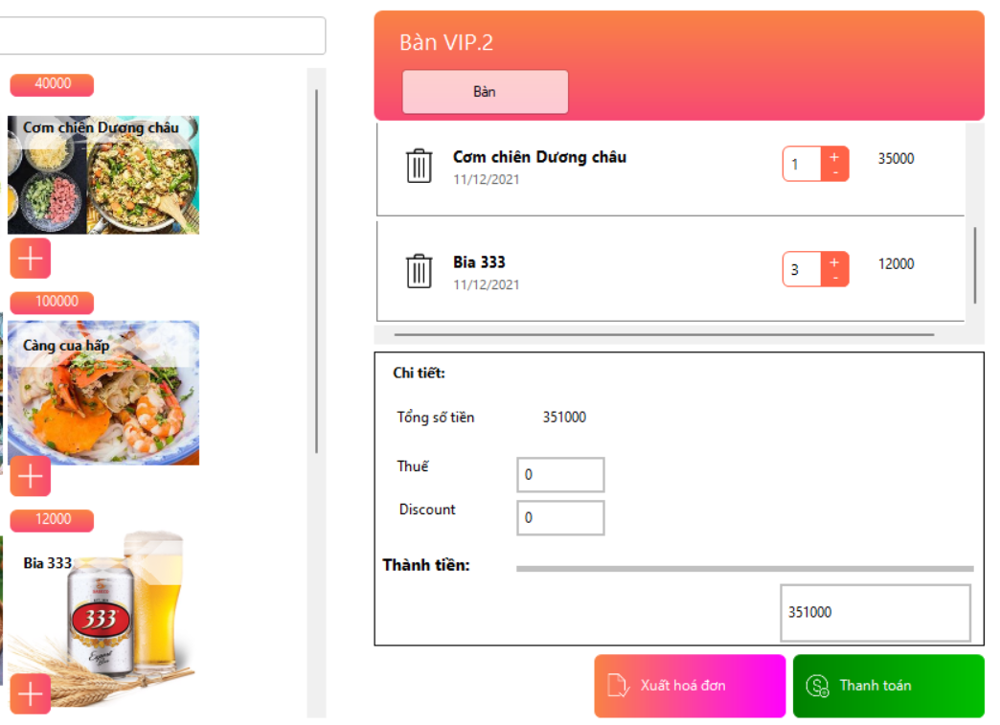 40000
Cơm chiên Dương châu
100000
Càng cua hấp
12000
Bia 333
333
Export
Bàn VIP.2
Bàn
Cơm chiên Dương châu
11/12/2021
1
+
-
35000
Bia 333
11/12/2021
3
+
-
12000
Chi tiết:
Tổng số tiền 351000
Thuế 0
Discount 0
Thành tiền:
351000
Xuất hoá đơn
Thanh toán